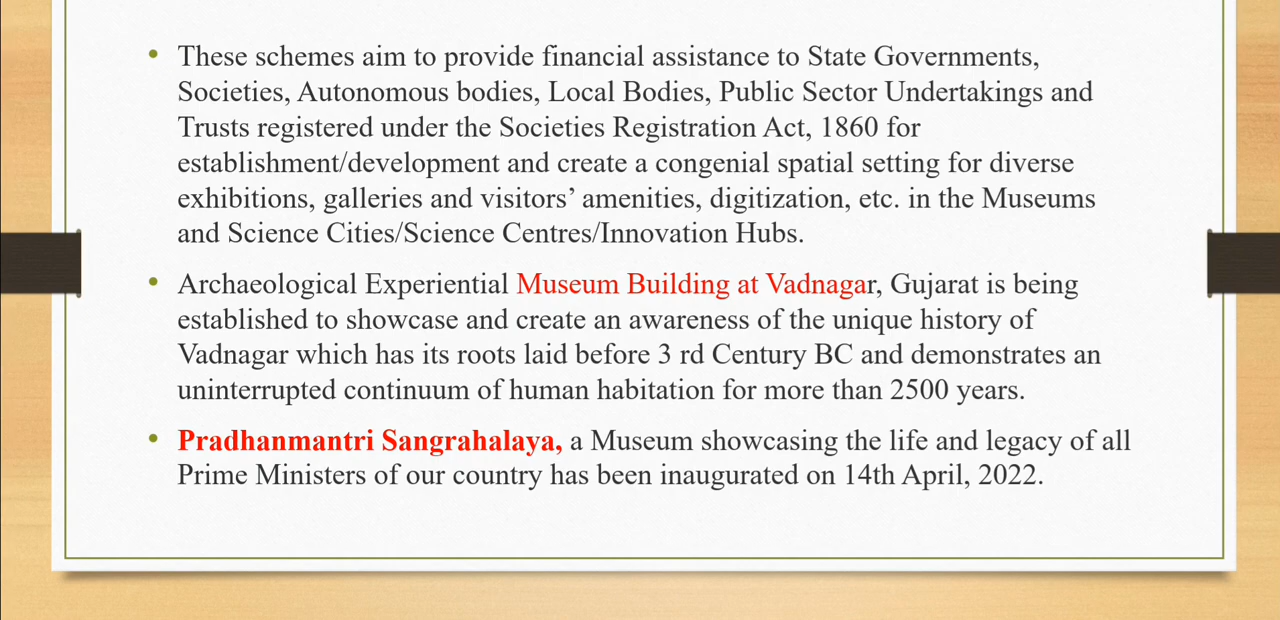 • These schemes aim to provide financial assistance to State Governments,
Societies, Autonomous bodies, Local Bodies, Public Sector Undertakings and
Trusts registered under the Societies Registration Act, 1860 for
establishment/development and create a congenial spatial setting for diverse
exhibitions, galleries and visitors’ amenities, digitization, etc. in the Museums
and Science Cities/Science Centres/Innovation Hubs.
• Archaeological Experiential Museum Building at Vadnagar, Gujarat is being
established to showcase and create an awareness of the unique history of
Vadnagar which has its roots laid before 3 rd Century BC and demonstrates an
uninterrupted continuum of human habitation for more than 2500 years.
• Pradhanmantri Sangrahalaya, a Museum showcasing the life and legacy of all
Prime Ministers of our country has been inaugurated on 14th April, 2022.